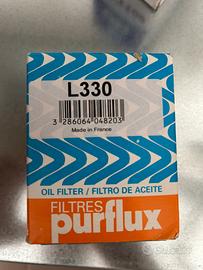 L330
3 286064 048203
Made in France
OIL FILTER / FILTRO DE ACEITE
FILTRES
purflux